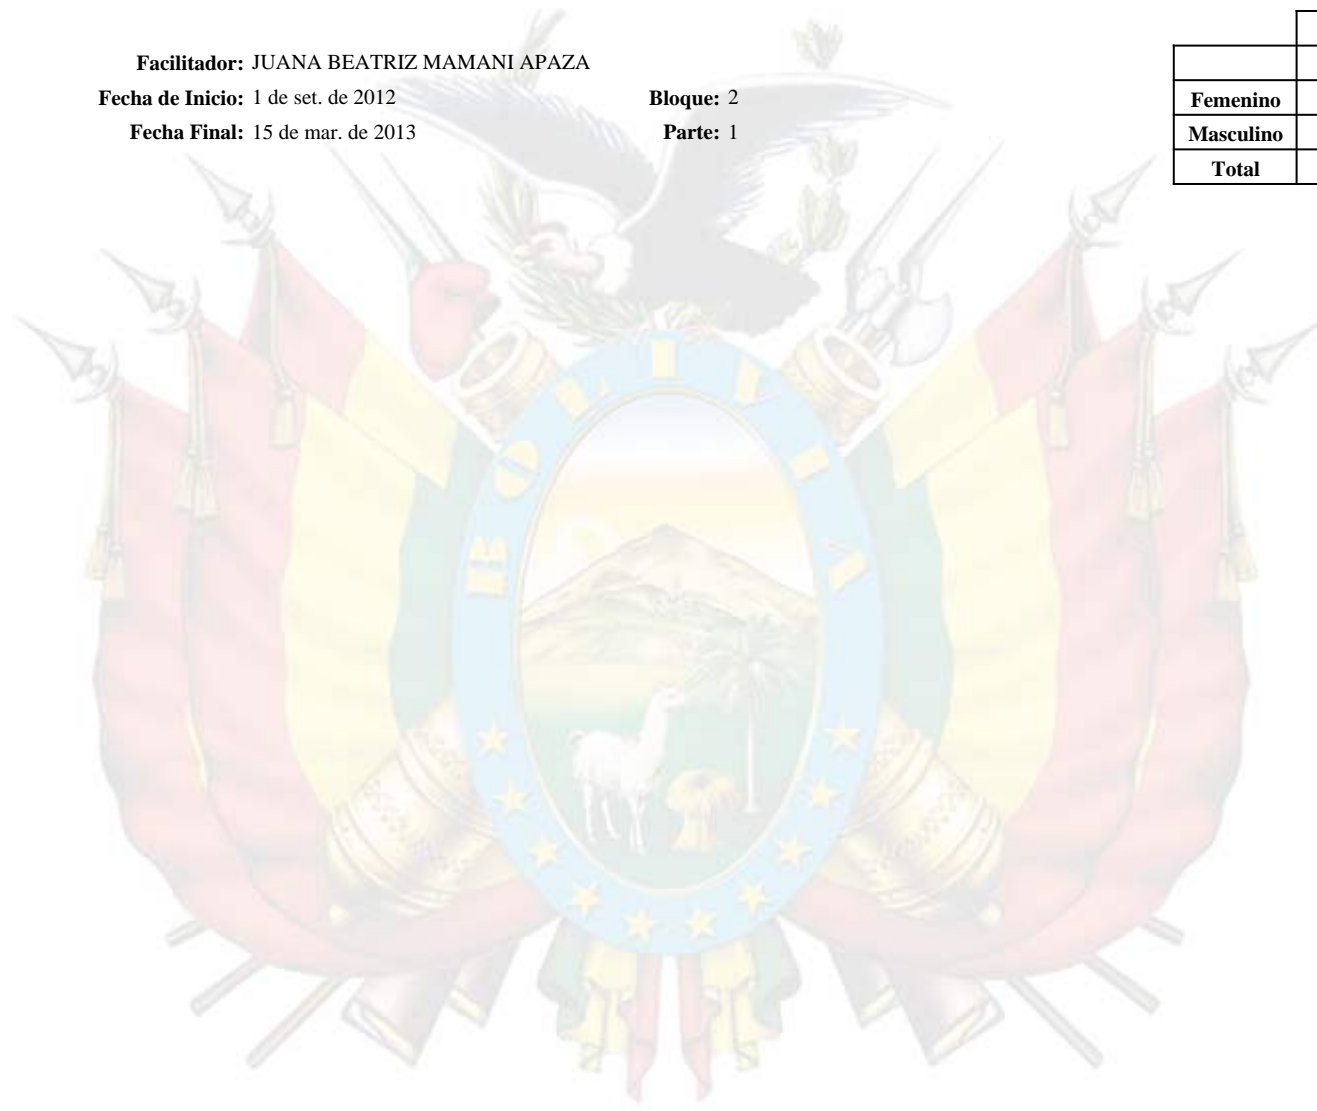 Facilitador: JUANA BEATRIZ MAMANI APAZA
Fecha de Inicio: 1 de set. de 2012 Bloque: 2
Fecha Final: 15 de mar. de 2013 Parte: 1
Femenino
Masculino
Total
BOLIVIA